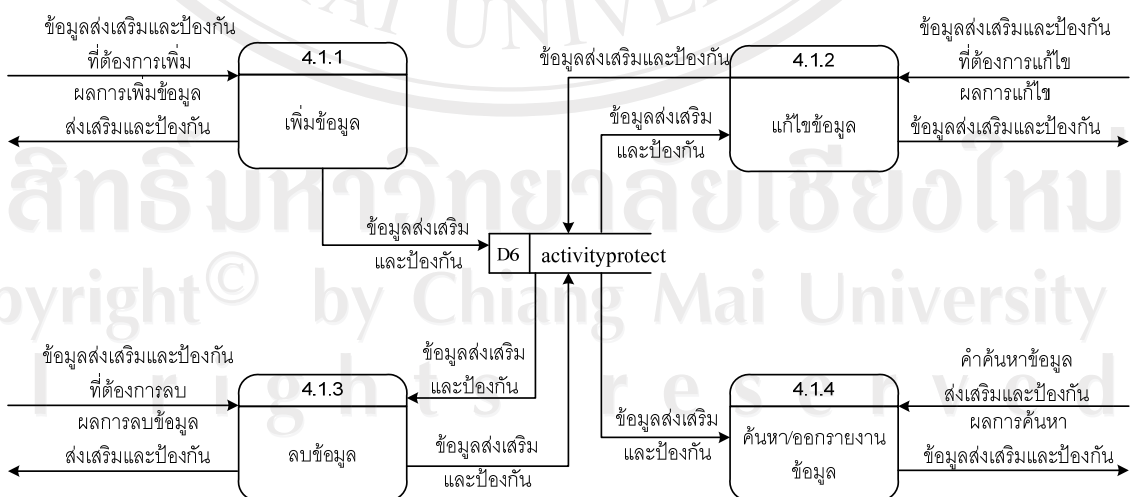 MAI UNIVER
ข้อมูลส่งเสริมและป้องกัน
ที่ต้องการเพิ่ม
ผลการเพิ่มข้อมูล
ส่งเสริมและป้องกัน
4.1.1
เพิ่มข้อมูล
ข้อมูลส่งเสริมและป้องกัน
4.1.2
แก้ไขข้อมูล
ข้อมูลส่งเสริมและป้องกัน
ที่ต้องการแก้ไข
ผลการแก้ไข
ข้อมูลส่งเสริมและป้องกัน
ข้อมูลส่งเสริม
และป้องกัน
สิทธิมหาวิทยาลัยเชียงใหม่
ข้อมูลส่งเสริม
และป้องกัน
D6 activityprotect
pyright © by Chiang Mai University
ข้อมูลส่งเสริมและป้องกัน
ที่ต้องการลบ
ผลการลบข้อมูล
ส่งเสริมและป้องกัน
4.1.3
ลบข้อมูล
ข้อมูลส่งเสริม
และป้องกัน
ข้อมูลส่งเสริม
และป้องกัน
ข้อมูลส่งเสริม
และป้องกัน
4.1.4
ค้นหา/ออกรายงาน
ข้อมูล
คำค้นหาข้อมูล
ส่งเสริมและป้องกัน
ผลการค้นหา
ข้อมูลส่งเสริมและป้องกัน
l rights reserved